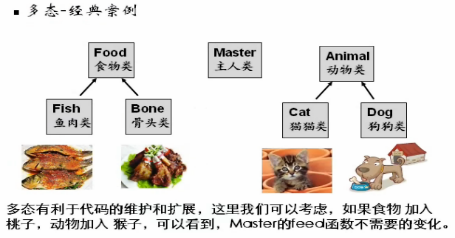 多态-经典案例
Food
食物类
Master
主人类
Animal
动物类
Fish
鱼肉类
Bone
骨头类
Cat
猫猫类
Dog
狗狗类
多态有利于代码的维护和扩展，这里我们可以考虑，如果食物 加入
桃子，动物加入 猴子，可以看到，Master的feed函数不需要的变化。